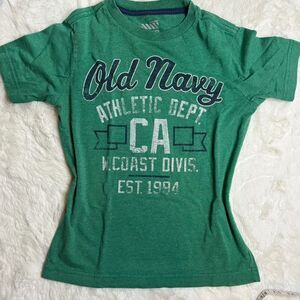 Old Navy
ATHLETIC DEPT.
CA
W.COAST DIVIS.
EST. 1994